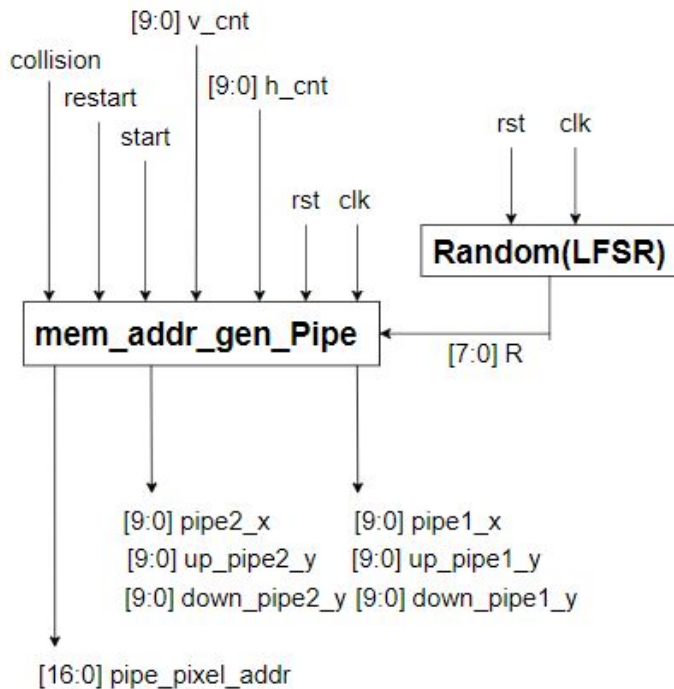 [9:0] v_cnt
collision
[9:0] h_cnt
restart
start
rst clk
rst clk
Random(LFSR)
mem_addr_gen_Pipe
[7:0] R
[9:0] pipe2_x [9:0] pipe1_x
[9:0] up_pipe2_y [9:0] up_pipe1_y
[9:0] down_pipe2_y [9:0] down_pipe1_y
[16:0] pipe_pixel_addr